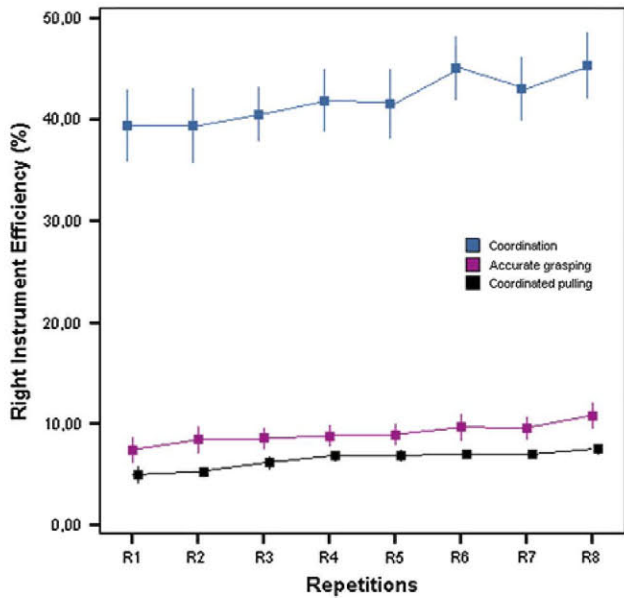 50,00
40,00
30,00
20,00
10,00
0,00
Right Instrument Efficiency (%)
Coordination
Accurate grasping
Coordinated pulling
R1 R2 R3 R4 R5 R6 R7 R8
Repetitions